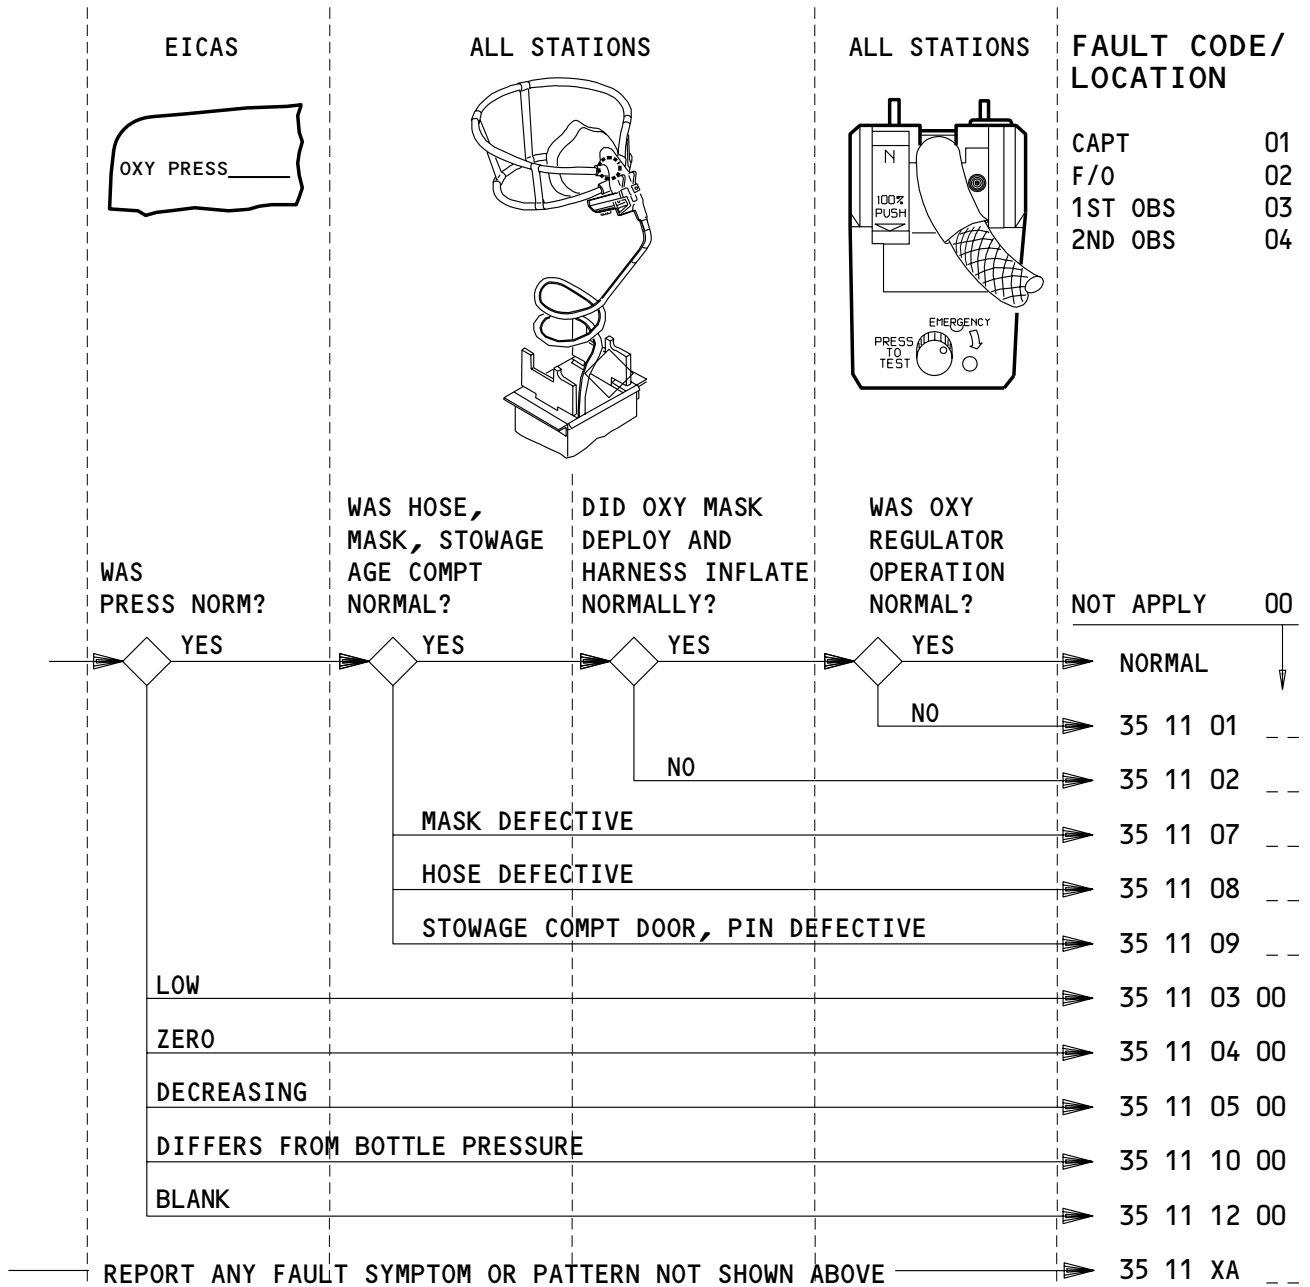 EICAS
ALL STATIONS
ALL STATIONS
FAULT CODE/
LOCATION
OXY PRESS_____
N
100%
PUSH
EMERGENCY
PRESS
TO
TEST
CAPT 01
F/O 02
1ST OBS 03
2ND OBS 04
WAS
PRESS NORM?
WAS HOSE,
MASK, STOWAGE
AGE COMPT
NORMAL?
DID OXY MASK
DEPLOY AND
HARNESS INFLATE
NORMALLY?
WAS OXY
REGULATOR
OPERATION
NORMAL?
NOT APPLY 00
YES
YES
YES
YES
NORMAL
NO
35 11 01 _ _
NO
35 11 02 _ _
MASK DEFECTIVE
35 11 07 _ _
HOSE DEFECTIVE
35 11 08 _ _
STOWAGE COMPT DOOR, PIN DEFECTIVE
35 11 09 _ _
LOW
35 11 03 00
ZERO
35 11 04 00
DECREASING
35 11 05 00
DIFFERS FROM BOTTLE PRESSURE
35 11 10 00
BLANK
35 11 12 00
REPORT ANY FAULT SYMPTOM OR PATTERN NOT SHOWN ABOVE
35 11 XA _ _